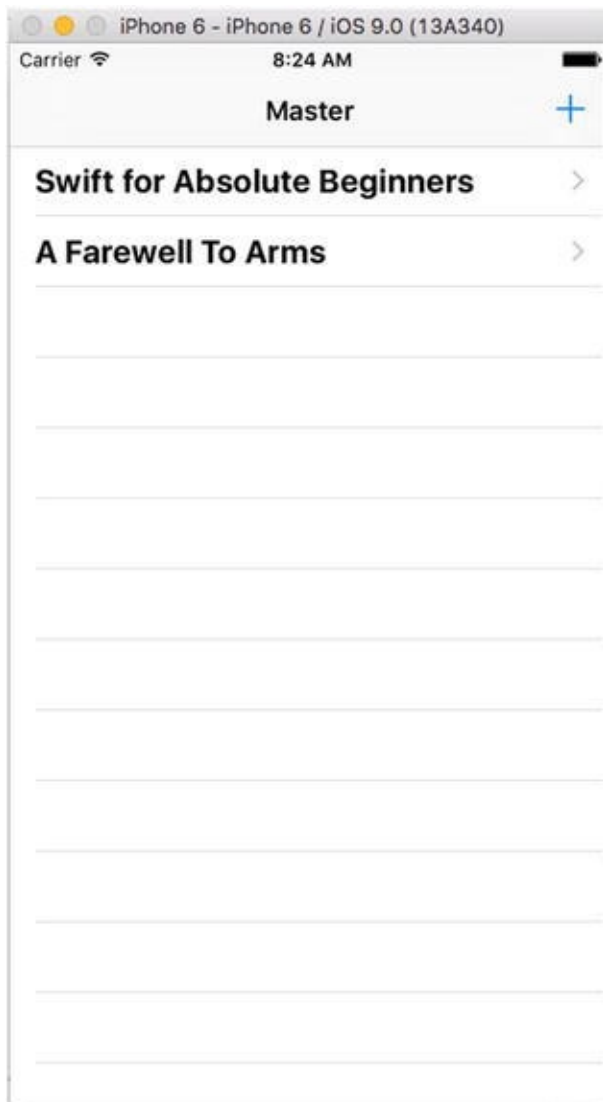 iPhone 6 - iPhone 6 / iOS 9.0 (13A340)
Carrier 8:24 AM
Master +
Swift for Absolute Beginners
A Farewell To Arms